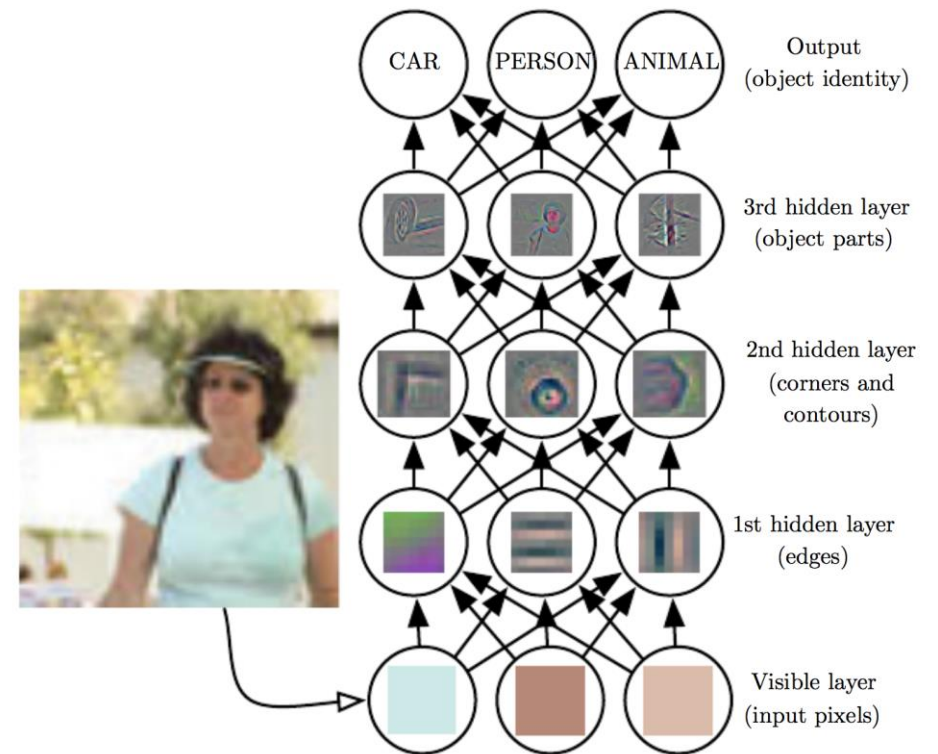 CAR PERSON ANIMAL
Output
(object identity)
3rd hidden layer
(object parts)
2nd hidden layer
(corners and
contours)
1st hidden layer
(edges)
Visible layer
(input pixels)